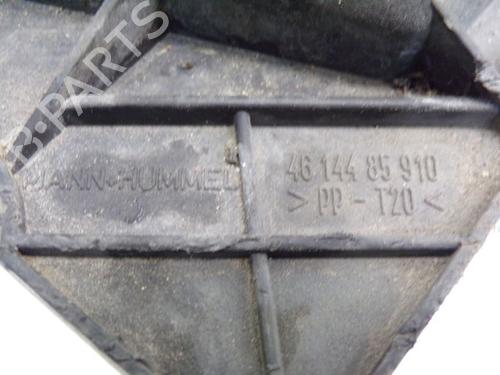 B-PARTS
MANN+HUMMEL
46 144 85 910
> PP - T20 <